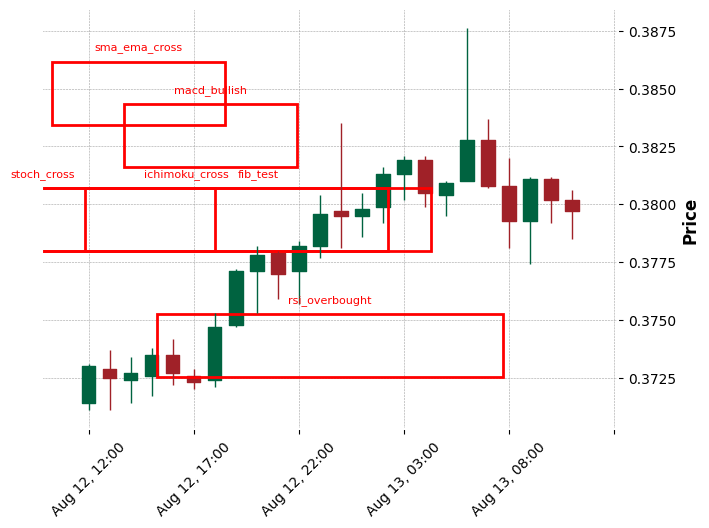 0.3875
sma_ema_cross
0.3850
macd_bullish
0.3825
stoch_cross ichimoku_cross fib_test
0.3800
Price
0.3775
rsi_overbought
0.3750
0.3725
Aug 12, 12:00
Aug 12, 17:00
Aug 12, 22:00
Aug 13, 03:00
Aug 13, 08:00